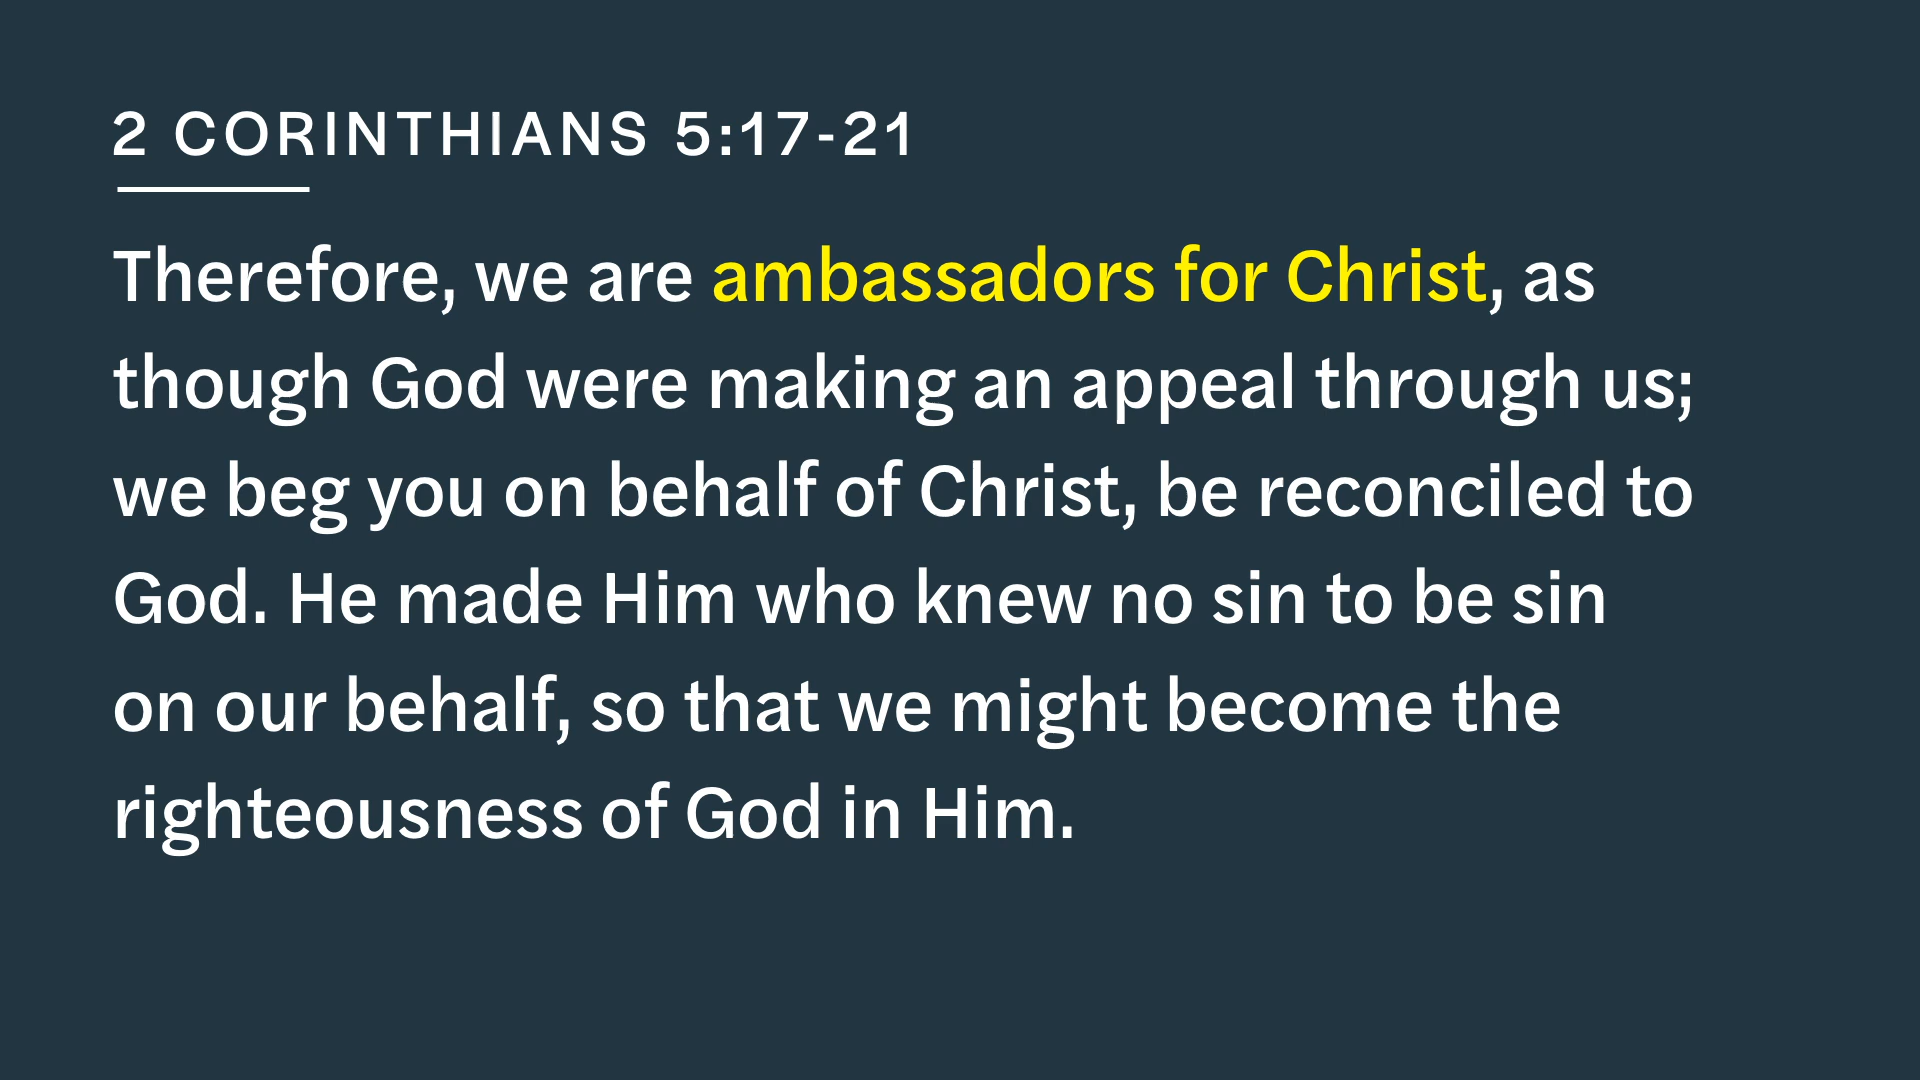 2 CORINTHIANS 5:17-21
Therefore, we are ambassadors for Christ, as
though God were making an appeal through us;
we beg you on behalf of Christ, be reconciled to
God. He made Him who knew no sin to be sin
on our behalf, so that we might become the
righteousness of God in Him.